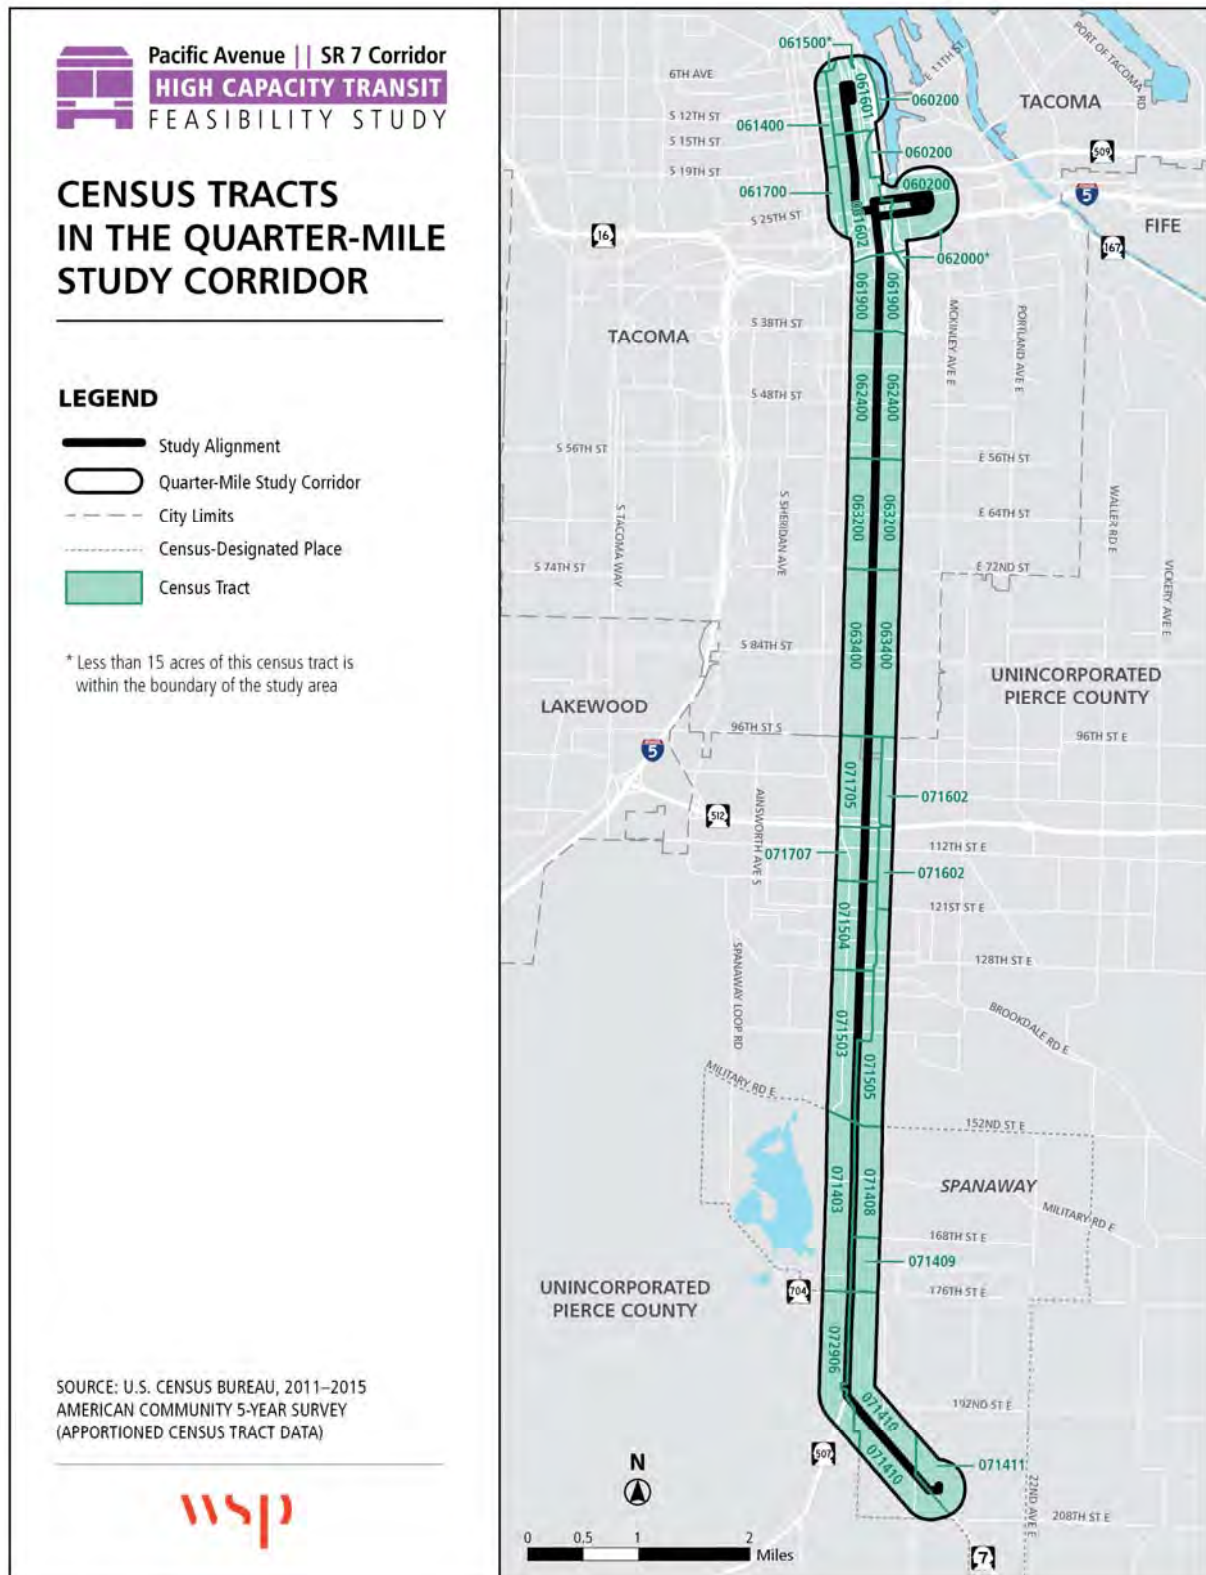 Pacific Avenue || SR 7 Corridor
HIGH CAPACITY TRANSIT
FEASIBILITY STUDY
CENSUS TRACTS
IN THE QUARTER-MILE
STUDY CORRIDOR
LEGEND
Study Alignment
Quarter-Mile Study Corridor
City Limits
Census-Designated Place
Census Tract
* Less than 15 acres of this census tract is
within the boundary of the study area
SOURCE: U.S. CENSUS BUREAU, 2011–2015
AMERICAN COMMUNITY 5-YEAR SURVEY
(APPORTIONED CENSUS TRACT DATA)
wsp
061500*
E 11TH ST
PORT OF TACOMA RD
6TH AVE
061601
060200
TACOMA
S 12TH ST
061400
S 15TH ST
060200
509
S 19TH ST
060200
061700
5
S 25TH ST
FIFE
061602
16
167
062000*
061900
061900
MCKINLEY AVE E
PORTLAND AVE E
S 38TH ST
TACOMA
S 48TH ST
062400
062400
S 56TH ST
E 56TH ST
S TACOMA WAY
S SHERIDAN AVE
063200
063200
E 64TH ST
WALLER RD E
S 74TH ST
E 72ND ST
VICKERY AVE E
S 84TH ST
063400
063400
UNINCORPORATED
PIERCE COUNTY
LAKEWOOD
96TH ST S
96TH ST E
5
071705
071602
AINSWORTH AVE S
512
112TH ST E
071707
071602
121ST ST E
071504
SPANAWAY LOOP RD
128TH ST E
BROOKDALE RD E
071503
071505
MILITARY RD E
152ND ST E
071403
071408
SPANAWAY
MILITARY RD E
168TH ST E
071409
UNINCORPORATED
PIERCE COUNTY
704
176TH ST E
072906
071410
192ND ST E
071410
507
071411
22ND AVE E
N
208TH ST E
0 0.5 1 2
Miles
7